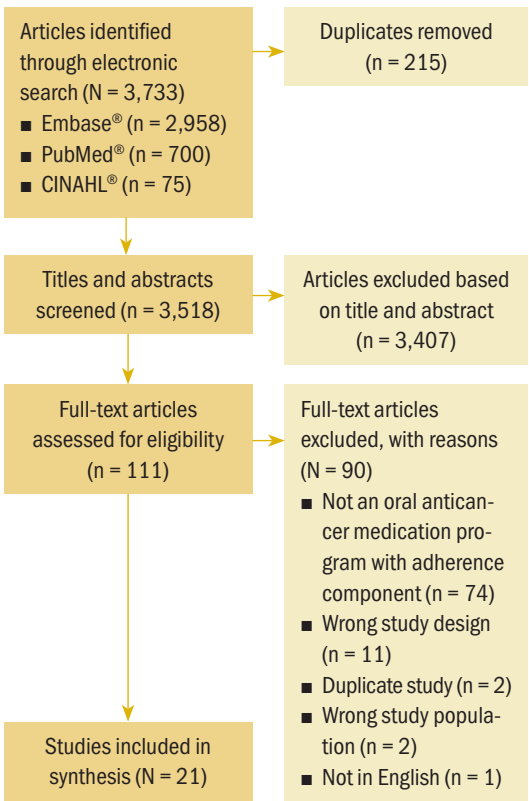 Articles identified
through electronic
search (N = 3,733)
■ Embase® (n = 2,958)
■ PubMed® (n = 700)
■ CINAHL® (n = 75)
Duplicates removed
(n = 215)
Titles and abstracts
screened (n = 3,518)
Articles excluded based
on title and abstract
(n = 3,407)
Full-text articles
assessed for eligibility
(n = 111)
Full-text articles
excluded, with reasons
(N = 90)
■ Not an oral antican-
cer medication pro-
gram with adherence
component (n = 74)
■ Wrong study design
(n = 11)
■ Duplicate study (n = 2)
■ Wrong study popula-
tion (n = 2)
■ Not in English (n = 1)
Studies included in
synthesis (N = 21)